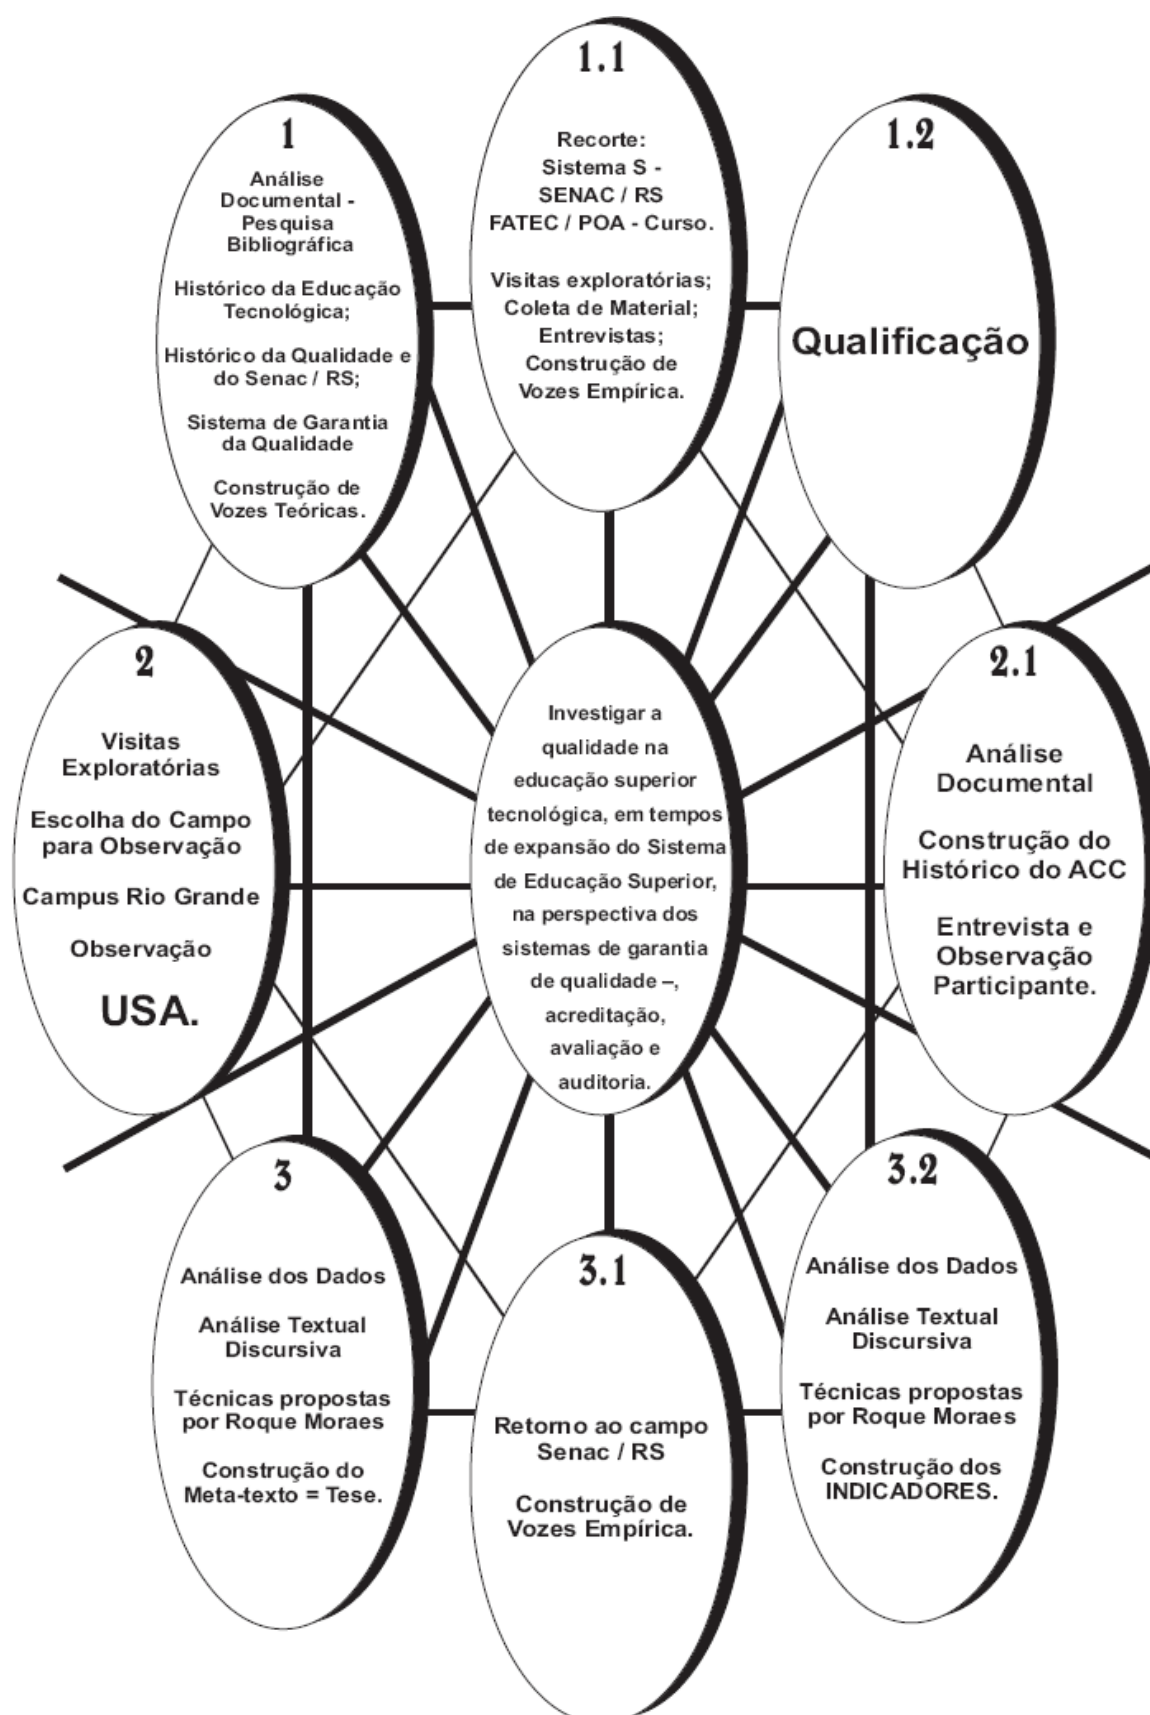 1
Análise
Documental -
Pesquisa
Bibliográfica
Histórico da Educação
Tecnológica;
Histórico da Qualidade e
do Senac / RS;
Sistema de Garantia
da Qualidade
Construção de
Vozes Teóricas.
1.1
Recorte:
Sistema S -
SENAC / RS
FATEC / POA - Curso.
Visitas exploratórias;
Coleta de Material;
Entrevistas;
Construção de
Vozes Empírica.
1.2
Qualificação
2
Visitas
Exploratórias
Escolha do Campo
para Observação
Campus Rio Grande
Observação
USA.
Investigar a
qualidade na
educação superior
tecnológica, em tempos
de expansão do Sistema
de Educação Superior,
na perspectiva dos
sistemas de garantia
de qualidade –,
acreditação,
avaliação e
auditoria.
2.1
Análise
Documental
Construção do
Histórico do ACC
Entrevista e
Observação
Participante.
3
Análise dos Dados
Análise Textual
Discursiva
Técnicas propostas
por Roque Moraes
Construção do
Meta-texto = Tese.
3.1
Retorno ao campo
Senac / RS
Construção de
Vozes Empírica.
3.2
Análise dos Dados
Análise Textual
Discursiva
Técnicas propostas
por Roque Moraes
Construção dos
INDICADORES.